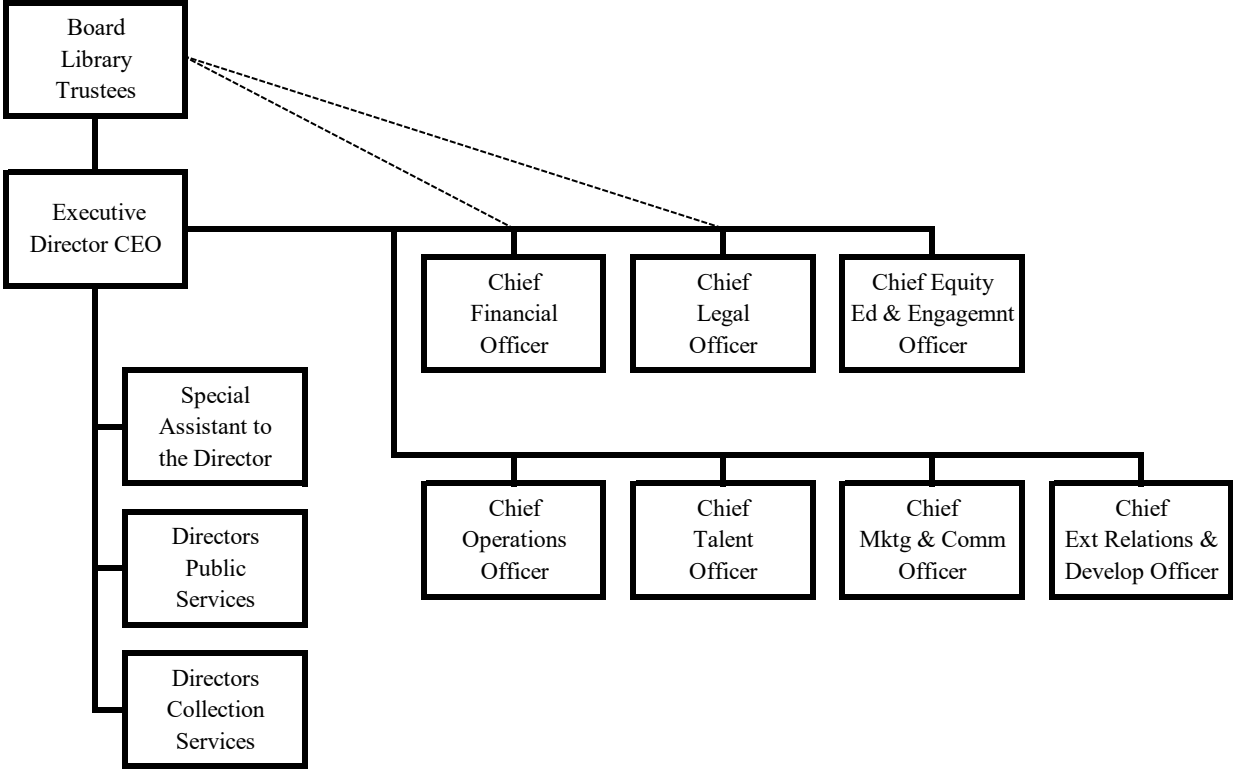 Board
Library
Trustees
Executive
Director CEO
Chief
Financial
Officer
Chief
Legal
Officer
Chief Equity
Ed & Engagemnt
Officer
Special
Assistant to
the Director
Chief
Operations
Officer
Chief
Talent
Officer
Chief
Mktg & Comm
Officer
Chief
Ext Relations &
Develop Officer
Directors
Public
Services
Directors
Collection
Services